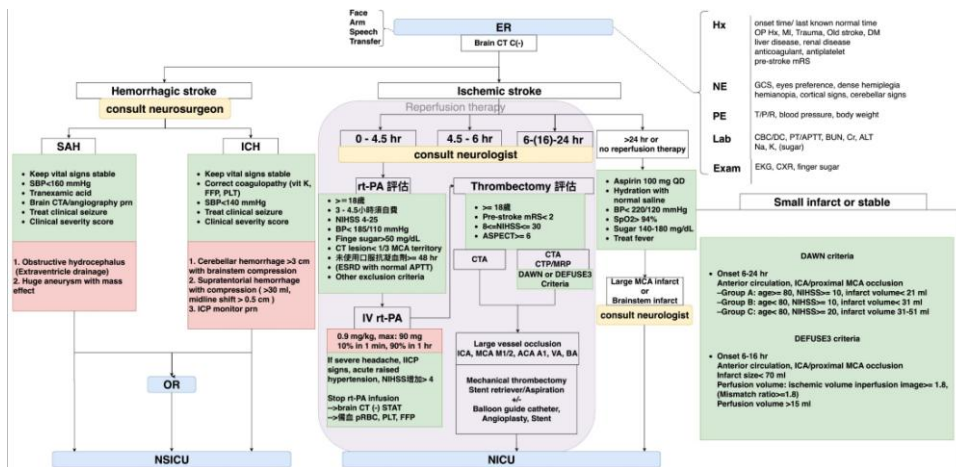 Face
Arm
Speech
Transfer
ER
Brain CT C(-)
Hx
onset time/ last known normal time
OP Hx, MI, Trauma, Old stroke, DM
liver disease, renal disease
anticoagulant, antiplatelet
pre-stroke mRS
NE
GCS, eyes preference, dense hemiplegia
hemianopia, cortical signs, cerebellar signs
PE
T/P/R, blood pressure, body weight
Lab
CBC/DC, PT/APTT, BUN, Cr, ALT
Na, K, (sugar)
Exam
EKG, CXR, finger sugar
Hemorrhagic stroke
consult neurosurgeon
Ischemic stroke
Reperfusion therapy
0 - 4.5 hr
4.5 - 6 hr
6-(16)-24 hr
consult neurologist
>24 hr or
no reperfusion therapy
SAH
Keep vital signs stable
SBP<160 mmHg
Tranexamic acid
Brain CTA/angiography prn
Treat clinical seizure
Clinical severity score
1. Obstructive hydrocephalus
(Extraventricle drainage)
2. Huge aneurysm with mass
effect
ICH
Keep vital signs stable
Correct coagulopathy (vit K,
FFP, PLT)
SBP<140 mmHg
Treat clinical seizure
Clinical severity score
1. Cerebellar hemorrhage >3 cm
with brainstem compression
2. Supratentorial hemorrhage
with compression ( >30 ml,
midline shift > 0.5 cm )
3. ICP monitor prn
OR
NSICU
rt-PA 評估
>=18歲
3 - 4.5小時須自費
NIHSS 4-25
BP< 185/110 mmHg
Finge sugar>50 mg/dL
CT lesion< 1/3 MCA territory
未使用口服抗凝血劑>= 48 hr
(ESRD with normal APTT)
Other exclusion criteria
IV rt-PA
0.9 mg/kg, max: 90 mg
10% in 1 min, 90% in 1 hr
If severe headache, IICP
signs, acute raised
hypertension, NIHSS增加> 4
Stop rt-PA infusion
-->brain CT (-) STAT
-->備血 pRBC, PLT, FFP
Thrombectomy 評估
>= 18歲
Pre-stroke mRS< 2
8<=NIHSS<= 30
ASPECT>= 6
CTA
CTA
CTP/MRP
DAWN or DEFUSE3
Criteria
Large vessel occlusion
ICA, MCA M1/2, ACA A1, VA, BA
Mechanical thrombectomy
Stent retriever/Aspiration
+/-
Balloon guide catheter,
Angioplasty, Stent
NICU
Aspirin 100 mg QD
Hydration with
normal saline
BP< 220/120 mmHg
SpO2> 94%
Sugar 140-180 mg/dL
Treat fever
Large MCA infarct
or
Brainstem infarct
consult neurologist
Small infarct or stable
DAWN criteria
Onset 6-24 hr
Anterior circulation, ICA/proximal MCA occlusion
–Group A: age>= 80, NIHSS>= 10, infarct volume< 21 ml
–Group B: age< 80, NIHSS>= 10, infarct volume< 31 ml
–Group C: age< 80, NIHSS>= 20, infarct volume 31-51 ml
DEFUSE3 criteria
Onset 6-16 hr
Anterior circulation, ICA/proximal MCA occlusion
Infarct size< 70 ml
Perfusion volume: ischemic volume inperfusion image>= 1.8,
(Mismatch ratio>=1.8)
Perfusion volume >15 ml